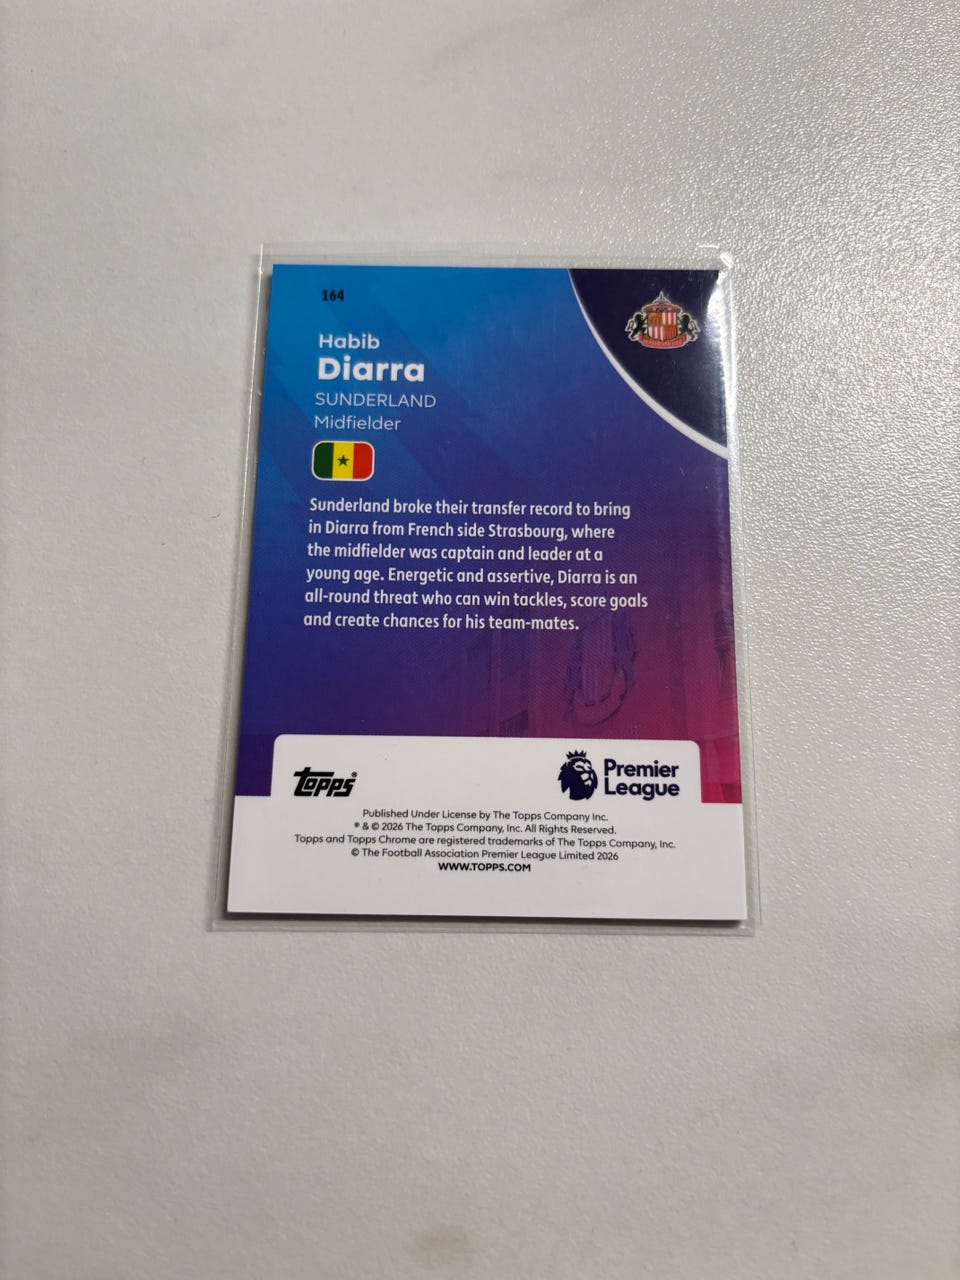 164
Habib
Diarra
SUNDERLAND
Midfielder
Sunderland broke their transfer record to bring
in Diarra from French side Strasbourg, where
the midfielder was captain and leader at a
young age. Energetic and assertive, Diarra is an
all-round threat who can win tackles, score goals
and create chances for his team-mates.
topps®
Premier
League
Published Under License by The Topps Company Inc.
® & © 2026 The Topps Company, Inc. All Rights Reserved.
Topps and Topps Chrome are registered trademarks of The Topps Company, Inc.
© The Football Association Premier League Limited 2026
WWW.TOPPS.COM